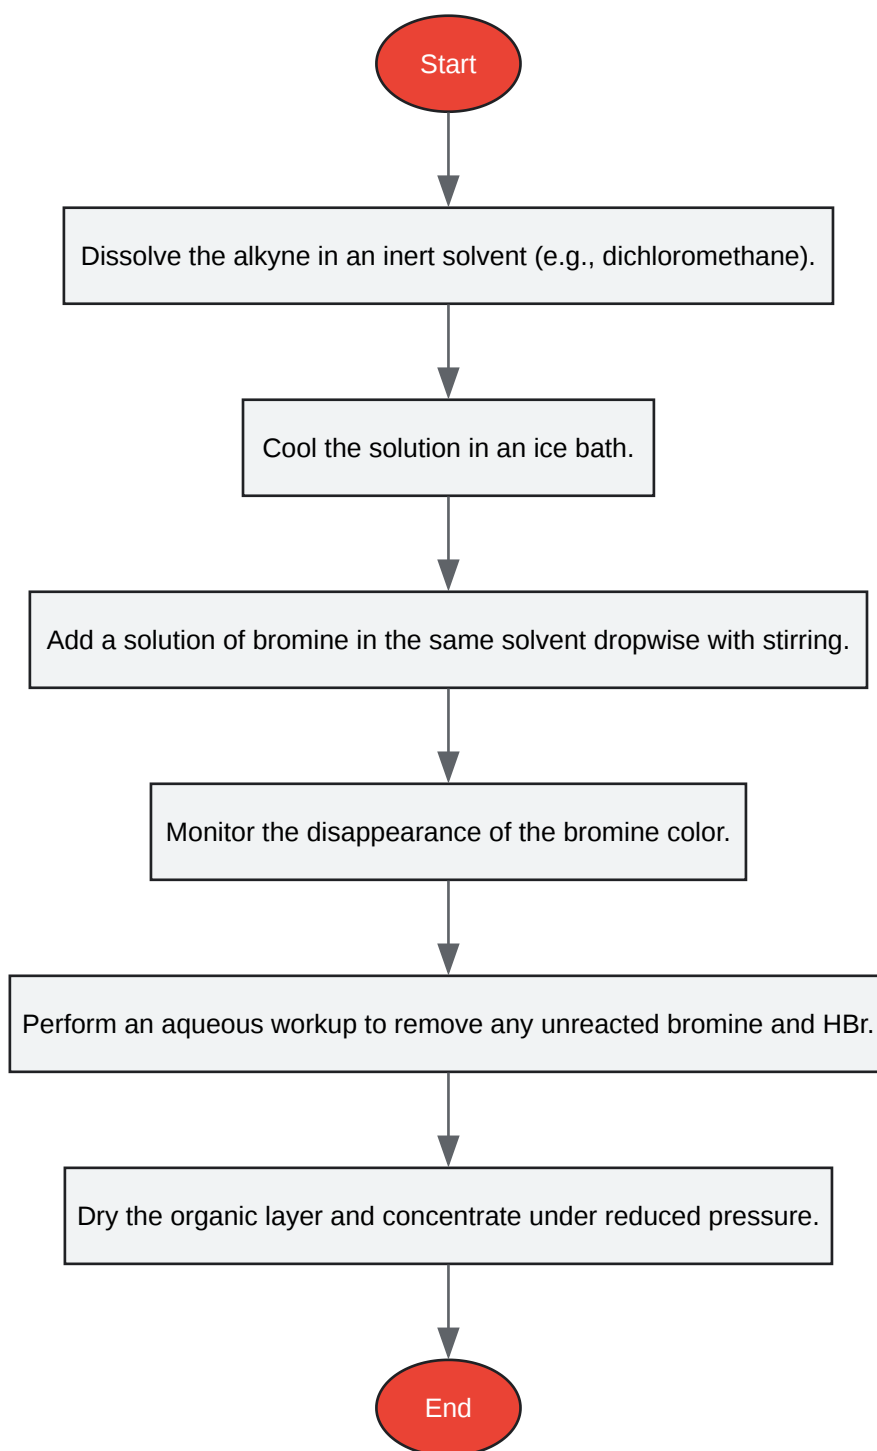 Start
Dissolve the alkyne in an inert solvent (e.g., dichloromethane).
Cool the solution in an ice bath.
Add a solution of bromine in the same solvent dropwise with stirring.
Monitor the disappearance of the bromine color.
Perform an aqueous workup to remove any unreacted bromine and HBr.
Dry the organic layer and concentrate under reduced pressure.
End